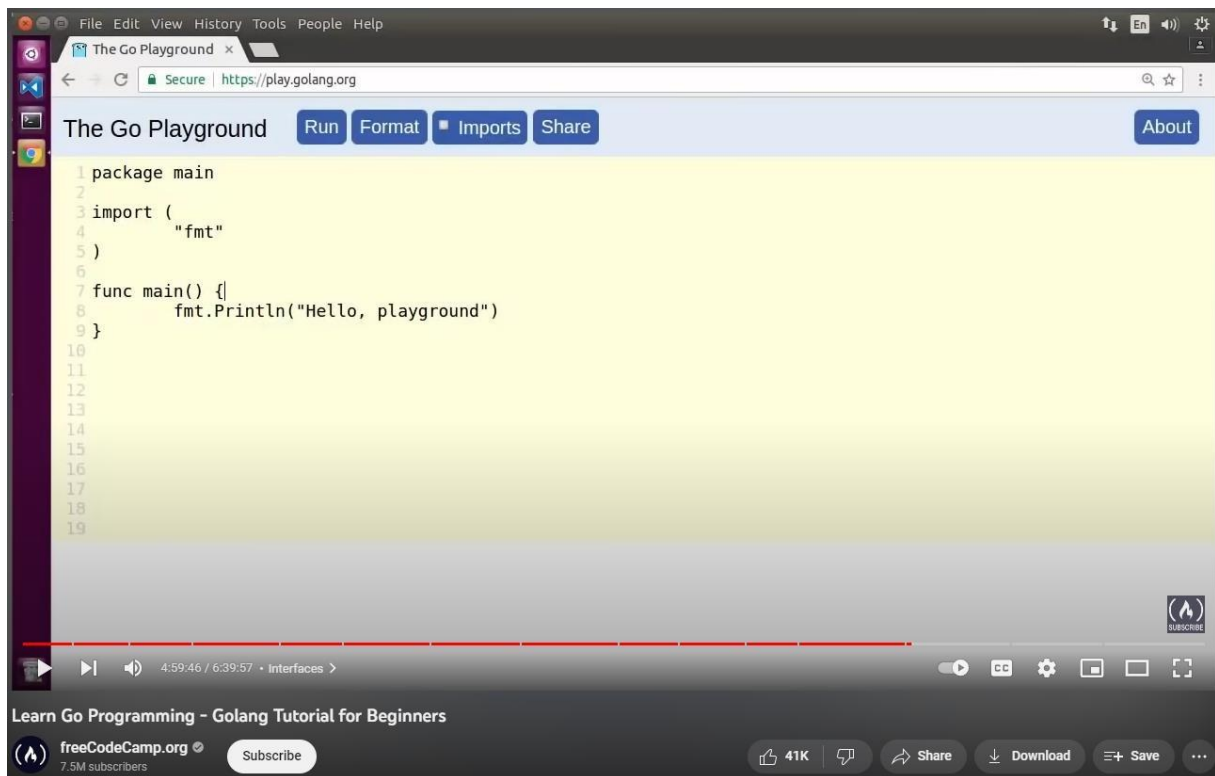 File Edit View History Tools People Help
En
The Go Playground ×
Secure | https://play.golang.org
The Go Playground Run Format Imports Share About
1 package main
2
3 import (
4 "fmt"
5 )
6
7 func main() {
8 fmt.Println("Hello, playground")
9 }
10
11
12
13
14
15
16
17
18
19
(🔥)
SUBSCRIBE
4:59:46 / 6:39:57 • Interfaces >
CC
Learn Go Programming - Golang Tutorial for Beginners
freeCodeCamp.org
7.5M subscribers
Subscribe
41K Share Download Save ...